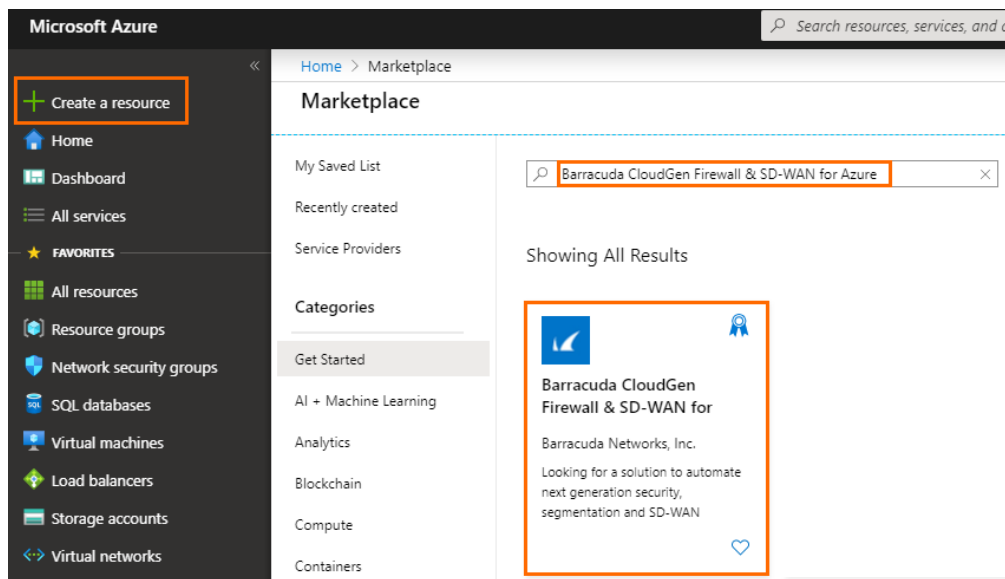 Microsoft Azure
Search resources, services, and
«
Home > Marketplace
Create a resource
Marketplace
Home
Dashboard
All services
FAVORITES
All resources
Resource groups
Network security groups
SQL databases
Virtual machines
Load balancers
Storage accounts
Virtual networks
My Saved List
Recently created
Service Providers
Categories
Get Started
AI + Machine Learning
Analytics
Blockchain
Compute
Containers
Barracuda CloudGen Firewall & SD-WAN for Azure
Showing All Results
Barracuda CloudGen
Firewall & SD-WAN for
Barracuda Networks, Inc.
Looking for a solution to automate
next generation security,
segmentation and SD-WAN